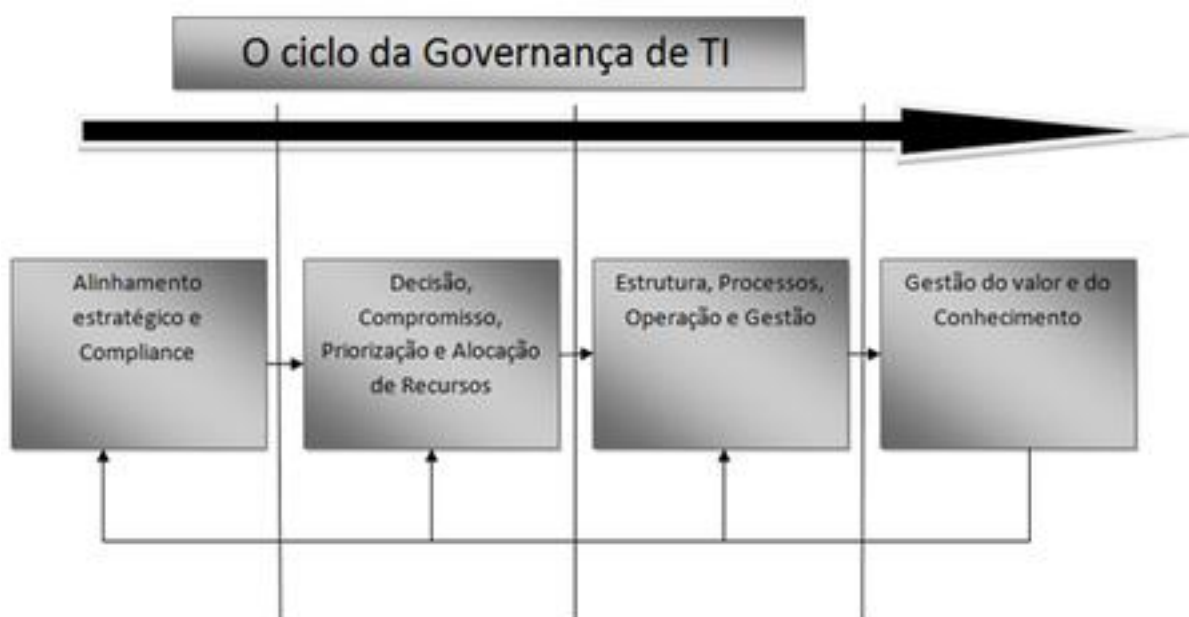 O ciclo da Governança de TI
Alinhamento
estratégico e
Compliance
Decisão,
Compromisso,
Priorização e Alocação
de Recursos
Estrutura, Processos,
Operação e Gestão
Gestão do valor e do
Conhecimento